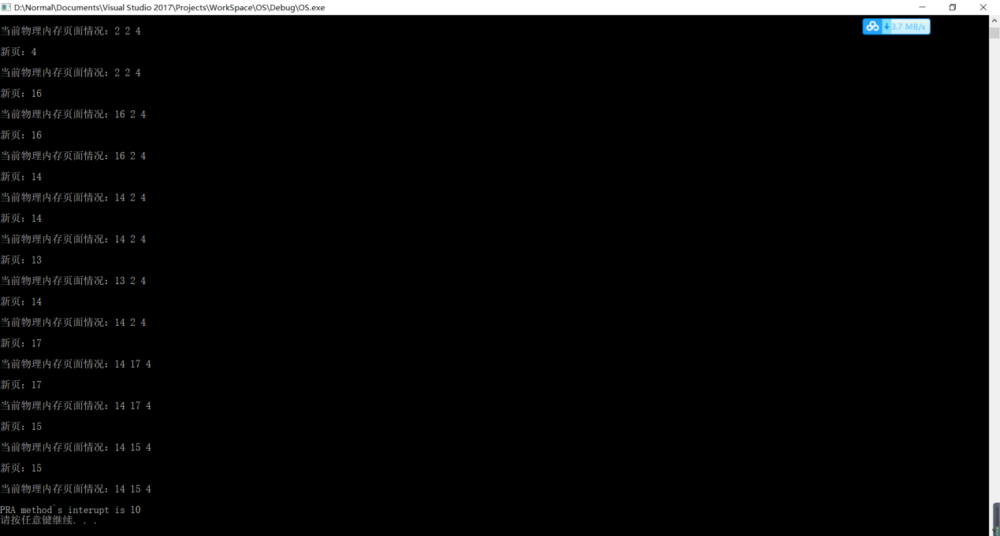 D:\Normal\Documents\Visual Studio 2017\Projects\WorkSpace\OS\Debug\OS.exe
3.7 MB/s
当前物理内存页面情况：2 2 4
新页：4
当前物理内存页面情况：2 2 4
新页：16
当前物理内存页面情况：16 2 4
新页：16
当前物理内存页面情况：16 2 4
新页：14
当前物理内存页面情况：14 2 4
新页：14
当前物理内存页面情况：14 2 4
新页：13
当前物理内存页面情况：13 2 4
新页：14
当前物理内存页面情况：14 2 4
新页：17
当前物理内存页面情况：14 17 4
新页：17
当前物理内存页面情况：14 17 4
新页：15
当前物理内存页面情况：14 15 4
新页：15
当前物理内存页面情况：14 15 4
PRA method`s interupt is 10
请按任意键继续. . .